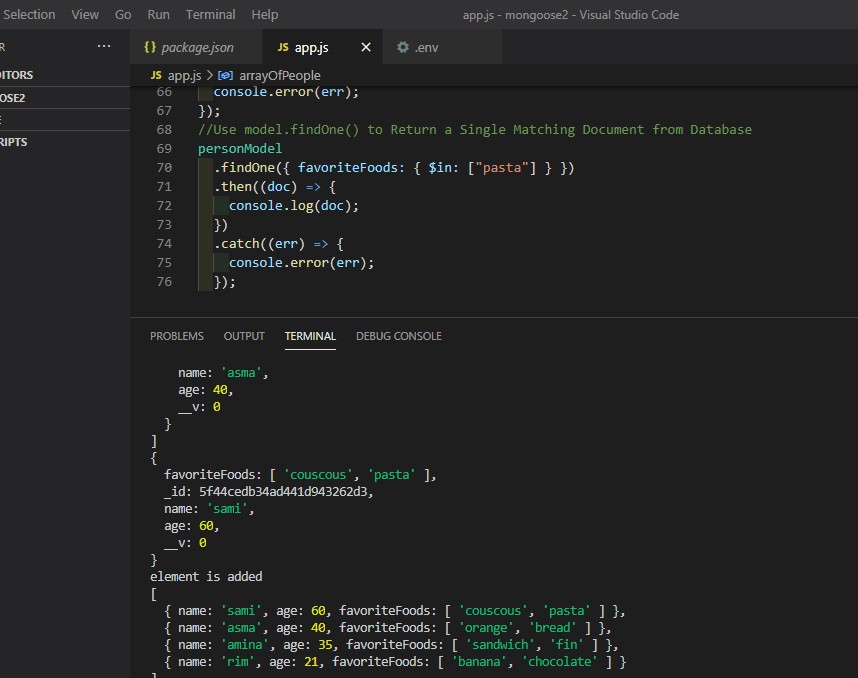 Selection View Go Run Terminal Help app.js - mongoose2 - Visual Studio Code
R ··· {} package.json JS app.js × .env
ITORS JS app.js > arrayOfPeople
OSE2
E
RIPTS
66 console.error(err);
67 });
68 //Use model.findOne() to Return a Single Matching Document from Database
69 personModel
70 .findOne({ favoriteFoods: { $in: ["pasta"] } })
71 .then((doc) => {
72 console.log(doc);
73 })
74 .catch((err) => {
75 console.error(err);
76 });
PROBLEMS OUTPUT TERMINAL DEBUG CONSOLE
name: 'asma',
age: 40,
__v: 0
}
]
{
favoriteFoods: [ 'couscous', 'pasta' ],
_id: 5f44cedb34ad441d943262d3,
name: 'sami',
age: 60,
__v: 0
}
element is added
[
{ name: 'sami', age: 60, favoriteFoods: [ 'couscous', 'pasta' ] },
{ name: 'asma', age: 40, favoriteFoods: [ 'orange', 'bread' ] },
{ name: 'amina', age: 35, favoriteFoods: [ 'sandwich', 'fin' ] },
{ name: 'rim', age: 21, favoriteFoods: [ 'banana', 'chocolate' ] }
]